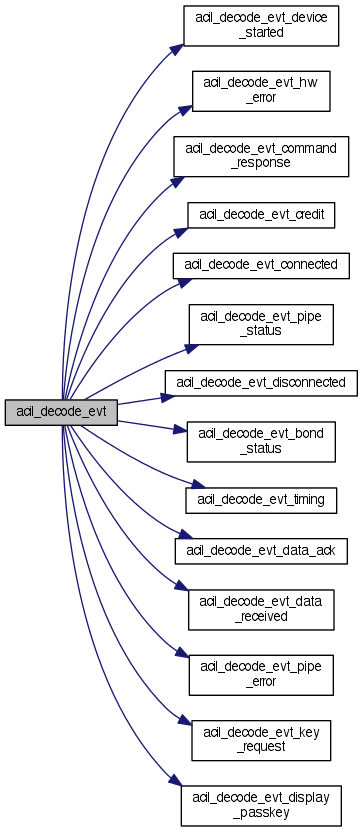 acil_decode_evt_device
_started
acil_decode_evt_hw
_error
acil_decode_evt_command
_response
acil_decode_evt_credit
acil_decode_evt_connected
acil_decode_evt_pipe
_status
acil_decode_evt_disconnected
acil_decode_evt
acil_decode_evt_bond
_status
acil_decode_evt_timing
acil_decode_evt_data_ack
acil_decode_evt_data
_received
acil_decode_evt_pipe
_error
acil_decode_evt_key
_request
acil_decode_evt_display
_passkey